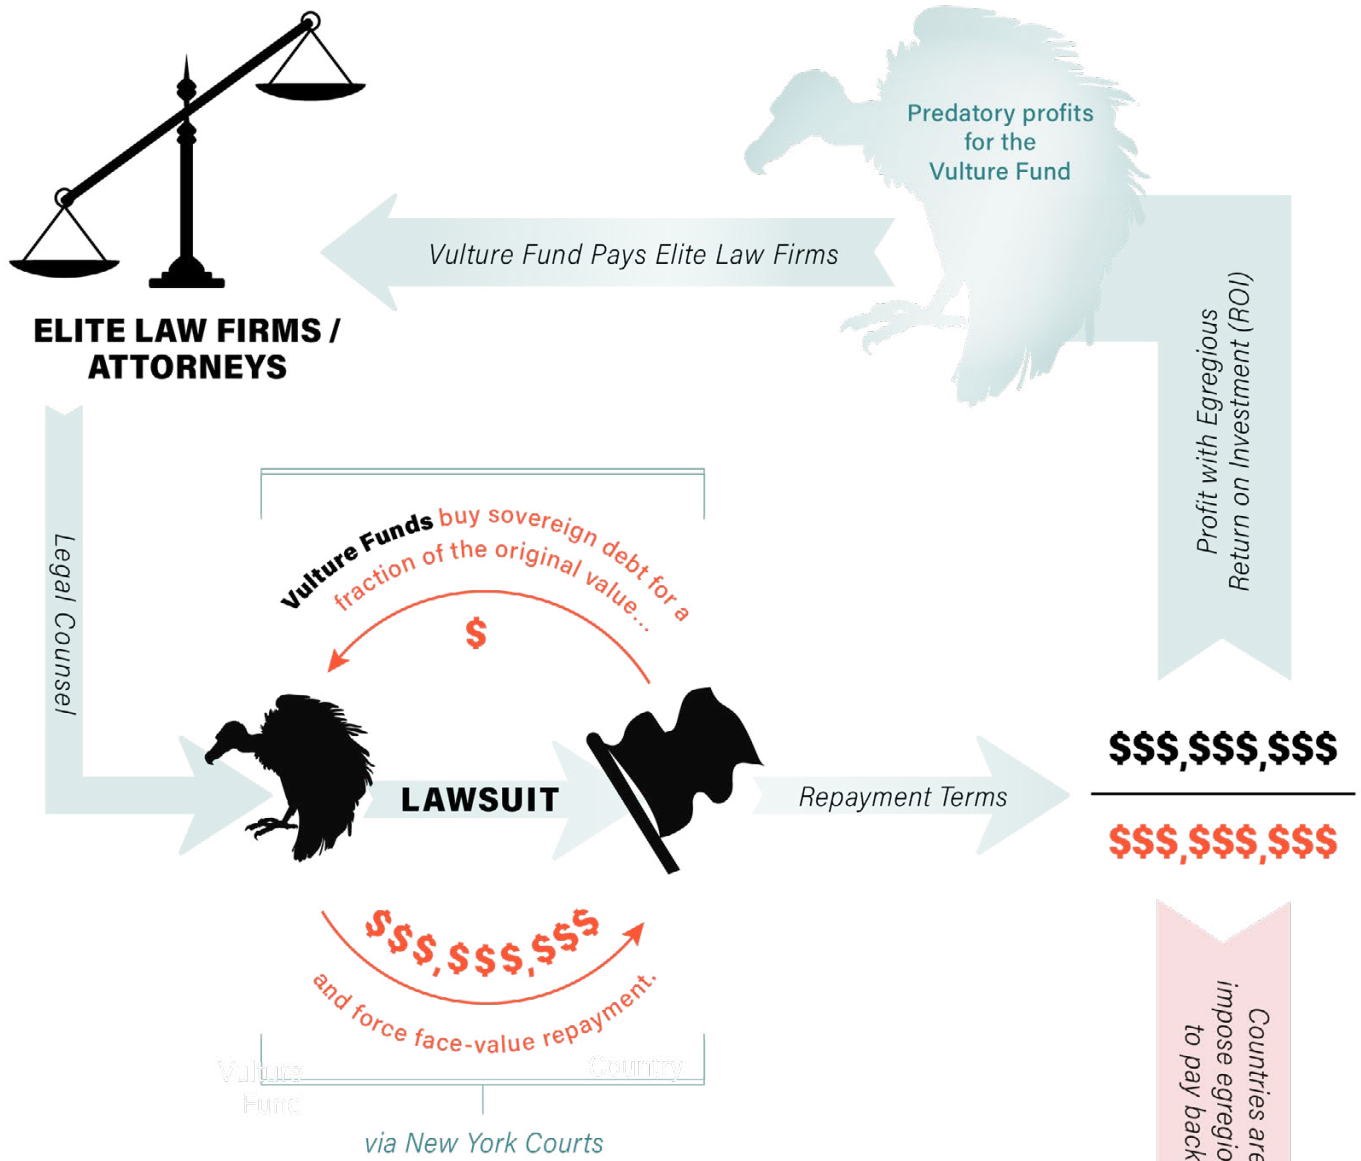 Predatory profits
for the
Vulture Fund
Vulture Fund Pays Elite Law Firms
ELITE LAW FIRMS /
ATTORNEYS
Profit with Egregious
Return on Investment (ROI)
Legal Counsel
Vulture Funds buy sovereign debt for a
fraction of the original value...
$
LAWSUIT
Repayment Terms
$$$,$$$,$$$
$$$,$$$,$$$
$$$,$$$,$$$
and force face-value repayment.
Vulture
Fund
Country
via New York Courts
Countries are
impose
to pay back